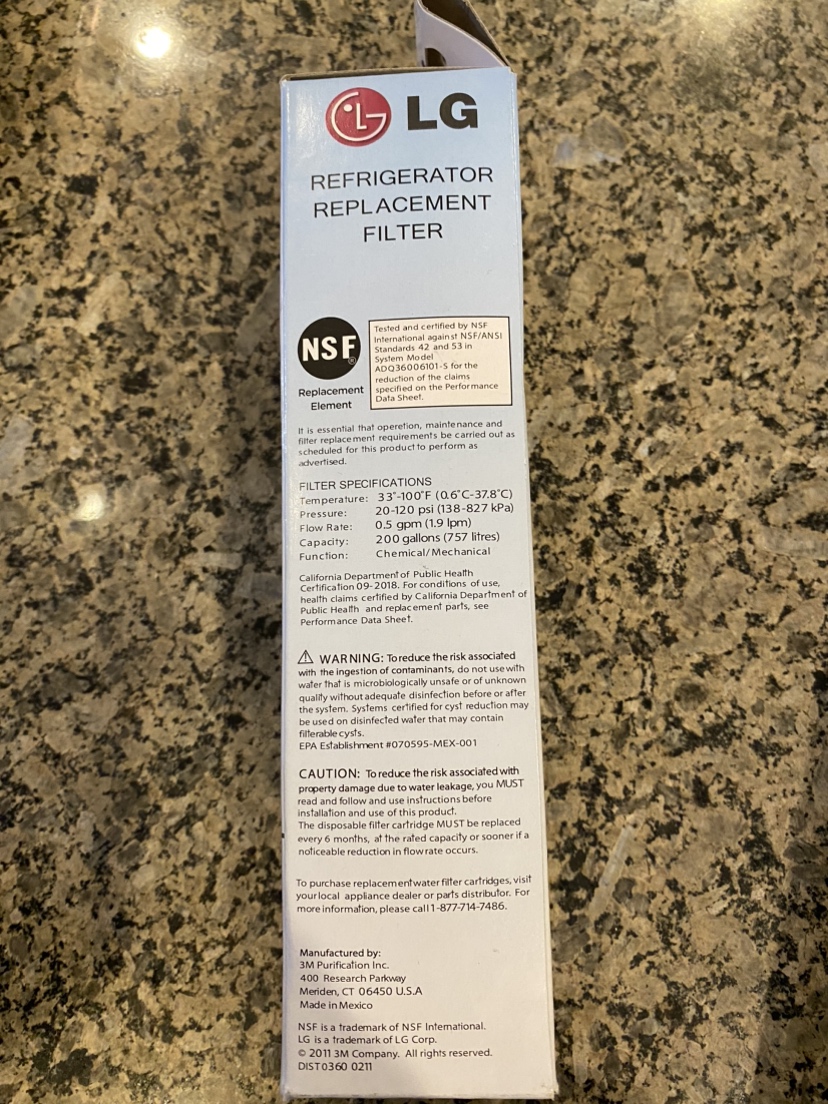 LG LG
REFRIGERATOR
REPLACEMENT
FILTER
NSF®
Replacement
Element
Tested and certified by NSF
International against NSF/ANSI
Standards 42 and 53 in
System Model
ADQ36006101-S for the
reduction of the claims
specified on the Performance
Data Sheet.
It is essential that operetion, maintenance and
filter replacement requirements be carried out as
scheduled for this product to perform as
advertised.
FILTER SPECIFICATIONS
Temperature: 33°-100°F (0.6°C-37.8°C)
Pressure: 20-120 psi (138-827 kPa)
Flow Rate: 0.5 gpm (1.9 lpm)
Capacity: 200 gallons (757 litres)
Function: Chemical/Mechanical
California Department of Public Health
Certification 09-2018. For conditions of use,
health claims certified by California Department of
Public Health and replacement parts, see
Performance Data Sheet.
⚠ WARNING: To reduce the risk associated
with the ingestion of contaminants, do not use with
water that is microbiologically unsafe or of unknown
quality without adequate disinfection before or after
the system. Systems certified for cyst reduction may
be used on disinfected water that may contain
filterable cysts.
EPA Establishment #070595-MEX-001
CAUTION: To reduce the risk associated with
property damage due to water leakage, you MUST
read and follow and use instructions before
installation and use of this product.
The disposable filter cartridge MUST be replaced
every 6 months, at the rated capacity or sooner if a
noticeable reduction in flow rate occurs.
To purchase replacement water filter cartridges, visit
your local appliance dealer or parts distributor. For
more information, please call 1-877-714-7486.
Manufactured by:
3M Purification Inc.
400 Research Parkway
Meriden, CT 06450 U.S.A
Made in Mexico
NSF is a trademark of NSF International.
LG is a trademark of LG Corp.
© 2011 3M Company. All rights reserved.
DIST0360 0211